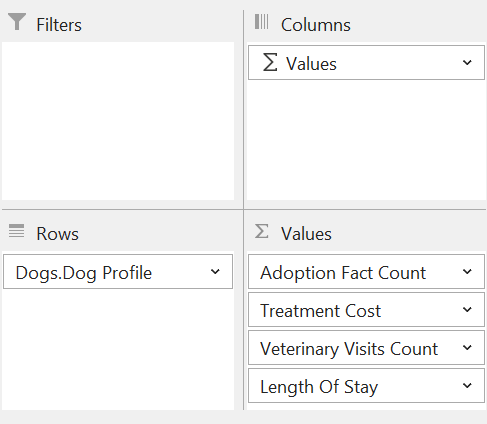 Filters
Columns
Σ Values
Rows
Σ Values
Dogs.Dog Profile
Adoption Fact Count
Treatment Cost
Veterinary Visits Count
Length Of Stay